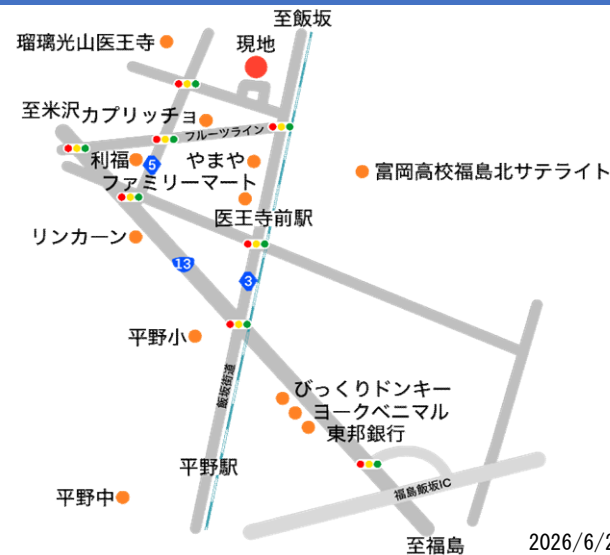 至飯坂
瑠璃光山医王寺
現地
至米沢
カプリッチョ
フルーツライン
利福
5
やまや
富岡高校福島北サテライト
ファミリーマート
医王寺前駅
リンカーン
13
3
平野小
飯坂街道
びっくりドンキー
ヨークベニマル
東邦銀行
平野駅
福島飯坂IC
平野中
至福島
2026/6/2